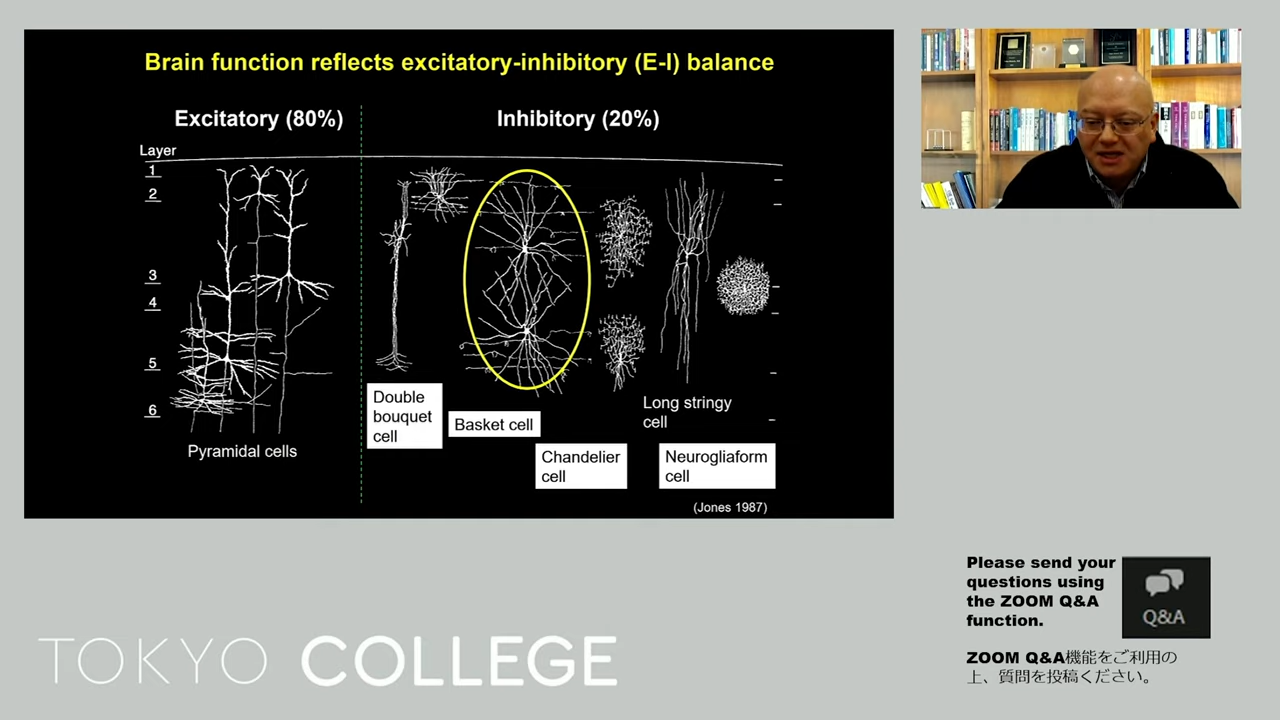 Brain function reflects excitatory-inhibitory (E-I) balance
Excitatory (80%)
Inhibitory (20%)
Layer
1
2
3
4
5
6
Pyramidal cells
Double
bouquet
cell
Basket cell
Chandelier
cell
Long stringy
cell
Neurogliaform
cell
(Jones 1987)
Please send your
questions using
the ZOOM Q&A
function.
Q&A
ZOOM Q&A機能をご利用の
上、質問を投稿ください。
TOKYO COLLEGE